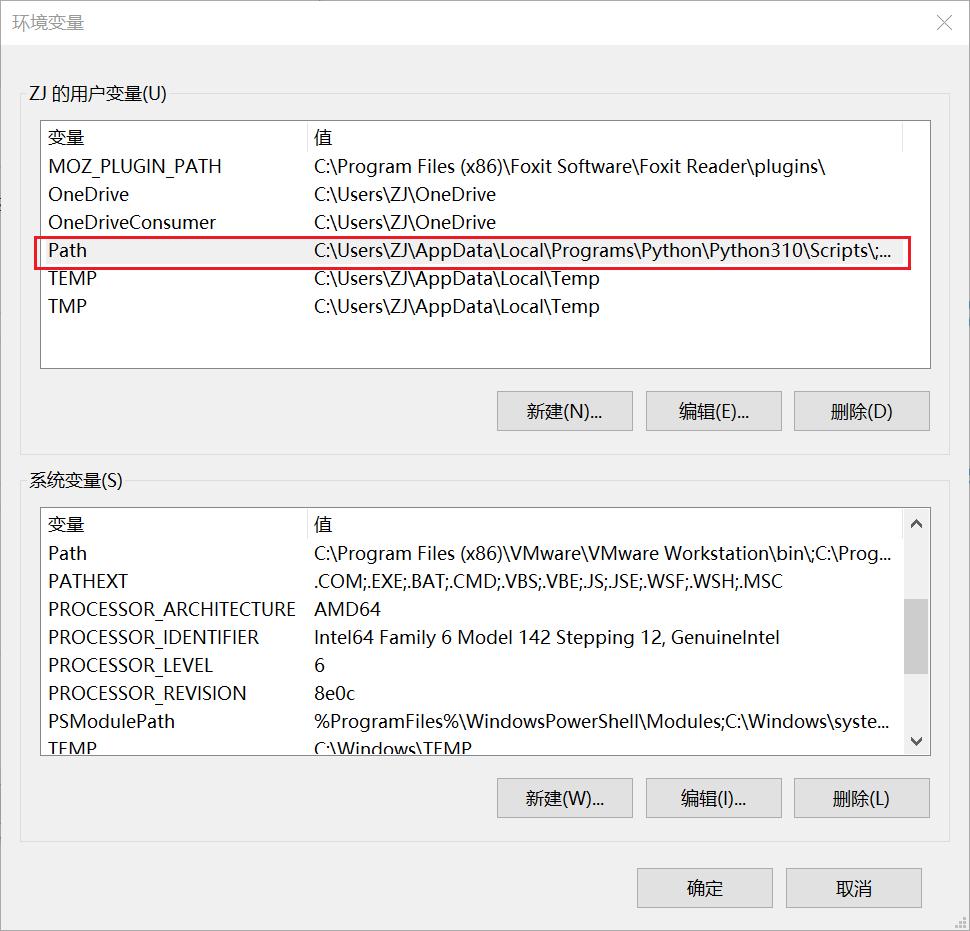 环境变量
ZJ 的用户变量(U)
变量 值
MOZ_PLUGIN_PATH C:\Program Files (x86)\Foxit Software\Foxit Reader\plugins\
OneDrive C:\Users\ZJ\OneDrive
OneDriveConsumer C:\Users\ZJ\OneDrive
Path C:\Users\ZJ\AppData\Local\Programs\Python\Python310\Scripts\;...
TEMP C:\Users\ZJ\AppData\Local\Temp
TMP C:\Users\ZJ\AppData\Local\Temp
新建(N)... 编辑(E)... 删除(D)
系统变量(S)
变量 值
Path C:\Program Files (x86)\VMware\VMware Workstation\bin\;C:\Prog...
PATHEXT .COM;.EXE;.BAT;.CMD;.VBS;.VBE;.JS;.JSE;.WSF;.WSH;.MSC
PROCESSOR_ARCHITECTURE AMD64
PROCESSOR_IDENTIFIER Intel64 Family 6 Model 142 Stepping 12, GenuineIntel
PROCESSOR_LEVEL 6
PROCESSOR_REVISION 8e0c
PSModulePath %ProgramFiles%\WindowsPowerShell\Modules;C:\Windows\syste...
TEMP C:\Windows\TEMP
新建(W)... 编辑(I)... 删除(L)
确定 取消